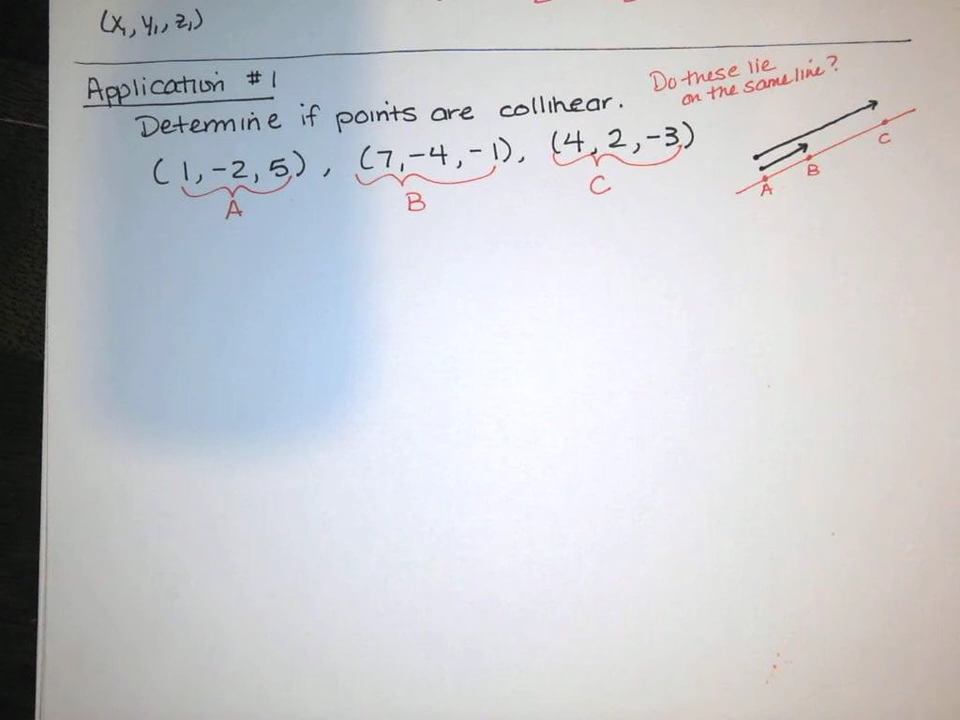 (x₁, y₁, z₁)
Application #1
Do these lie
on the same line?
Determine if points are collinear.
(1,-2,5), (7,-4,-1), (4,2,-3)
A B C
A B C